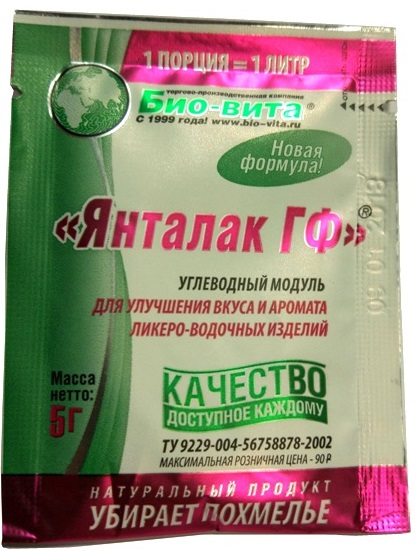 1 ПОРЦИЯ = 1 ЛИТР
торгово-производственная компания
Био-вита®
С 1999 года! www.bio-vita.ru
Новая
формула!
«Янталак ГФ»®
УГЛЕВОДНЫЙ МОДУЛЬ
ДЛЯ УЛУЧШЕНИЯ ВКУСА И АРОМАТА
ЛИКЕРО-ВОДОЧНЫХ ИЗДЕЛИЙ
Масса
нетто:
5г
КАЧЕСТВО
ДОСТУПНОЕ КАЖДОМУ
ТУ 9229-004-56758878-2002
МАКСИМАЛЬНАЯ РОЗНИЧНАЯ ЦЕНА - 90 ₽
НАТУРАЛЬНЫЙ ПРОДУКТ
УБИРАЕТ ПОХМЕЛЬЕ